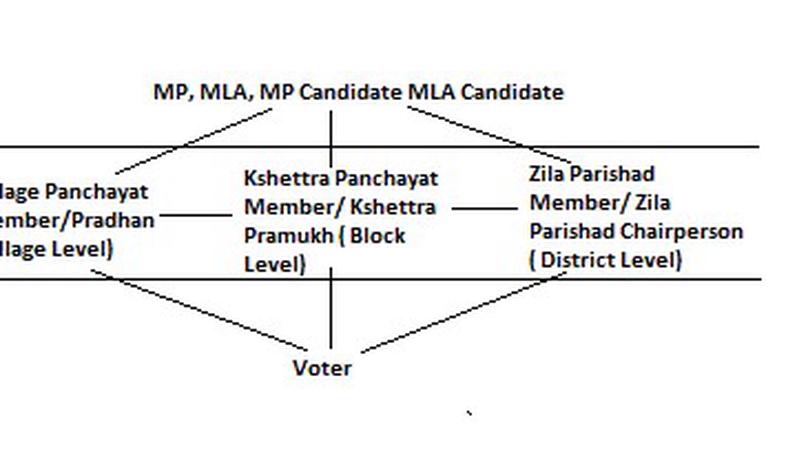 MP, MLA, MP Candidate MLA Candidate
lage Panchayat
ember/Pradhan
llage Level)
Kshettra Panchayat
Member/ Kshettra
Pramukh ( Block
Level)
Zila Parishad
Member/ Zila
Parishad Chairperson
( District Level)
Voter